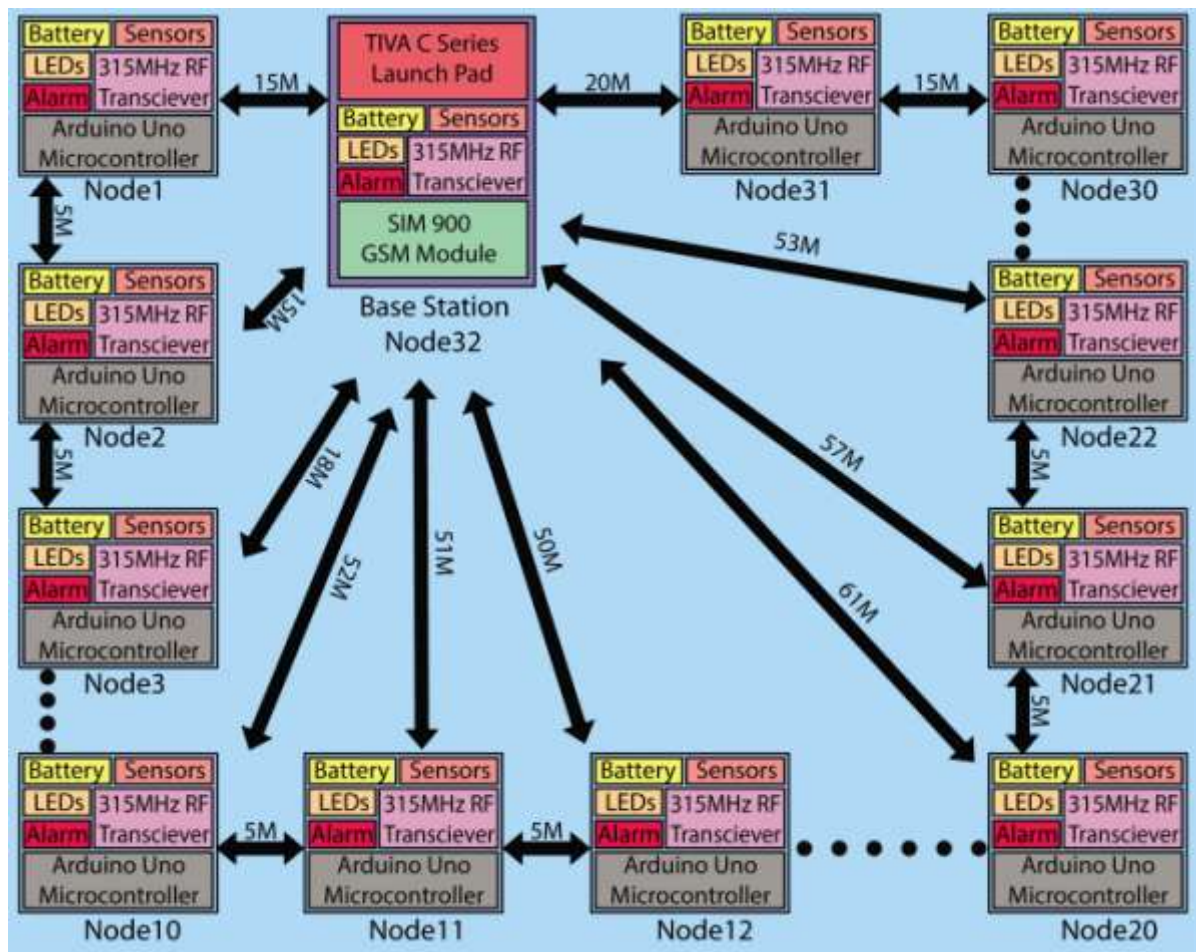 Battery Sensors
LEDs 315MHz RF
Alarm Transciever
Arduino Uno
Microcontroller
Node1
15M
TIVA C Series
Launch Pad
Battery Sensors
LEDs 315MHz RF
Alarm Transciever
SIM 900
GSM Module
Base Station
Node32
20M
Battery Sensors
LEDs 315MHz RF
Alarm Transciever
Arduino Uno
Microcontroller
Node31
15M
Battery Sensors
LEDs 315MHz RF
Alarm Transciever
Arduino Uno
Microcontroller
Node30
5M
Battery Sensors
LEDs 315MHz RF
Alarm Transciever
Arduino Uno
Microcontroller
Node2
15M
53M
Battery Sensors
LEDs 315MHz RF
Alarm Transciever
Arduino Uno
Microcontroller
Node22
5M
18M
52M
51M
50M
57M
61M
5M
Battery Sensors
LEDs 315MHz RF
Alarm Transciever
Arduino Uno
Microcontroller
Node3
Battery Sensors
LEDs 315MHz RF
Alarm Transciever
Arduino Uno
Microcontroller
Node21
5M
Battery Sensors
LEDs 315MHz RF
Alarm Transciever
Arduino Uno
Microcontroller
Node10
5M
Battery Sensors
LEDs 315MHz RF
Alarm Transciever
Arduino Uno
Microcontroller
Node11
5M
Battery Sensors
LEDs 315MHz RF
Alarm Transciever
Arduino Uno
Microcontroller
Node12
Battery Sensors
LEDs 315MHz RF
Alarm Transciever
Arduino Uno
Microcontroller
Node20